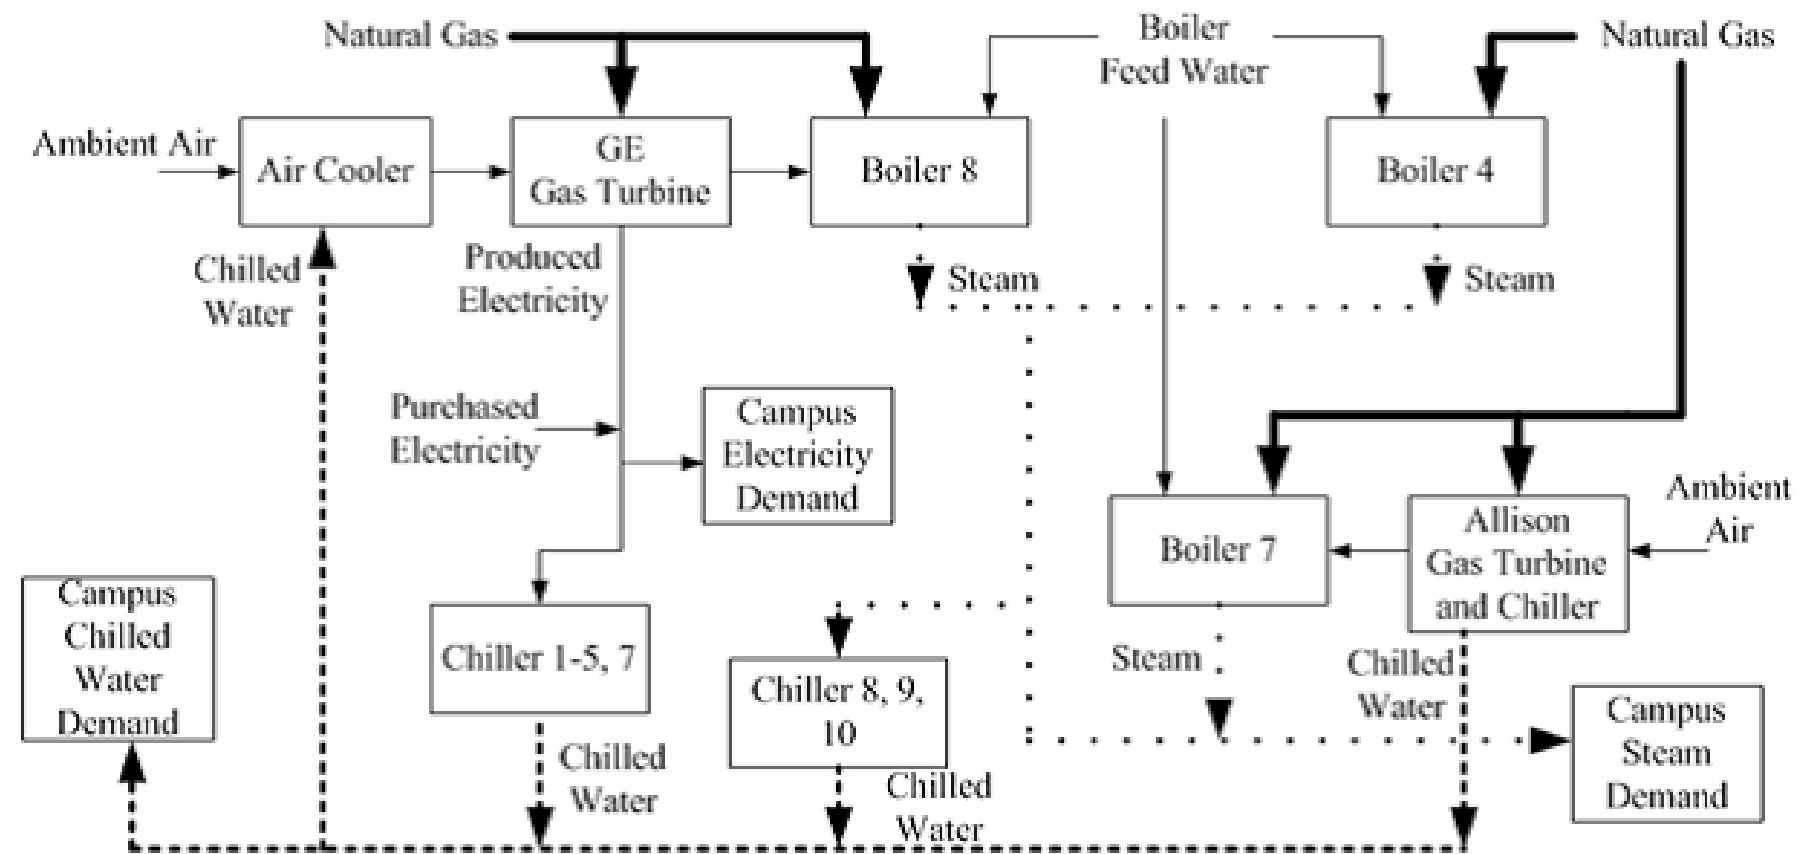 Natural Gas
Boiler
Feed Water
Natural Gas
Ambient Air
Air Cooler
GE
Gas Turbine
Boiler 8
Boiler 4
Chilled
Water
Produced
Electricity
Steam
Steam
Purchased
Electricity
Campus
Electricity
Demand
Boiler 7
Allison
Gas Turbine
and Chiller
Ambient
Air
Campus
Chilled
Water
Demand
Chiller 1-5, 7
Chiller 8, 9,
10
Steam
Chilled
Water
Campus
Steam
Demand
Chilled
Water
Chilled
Water